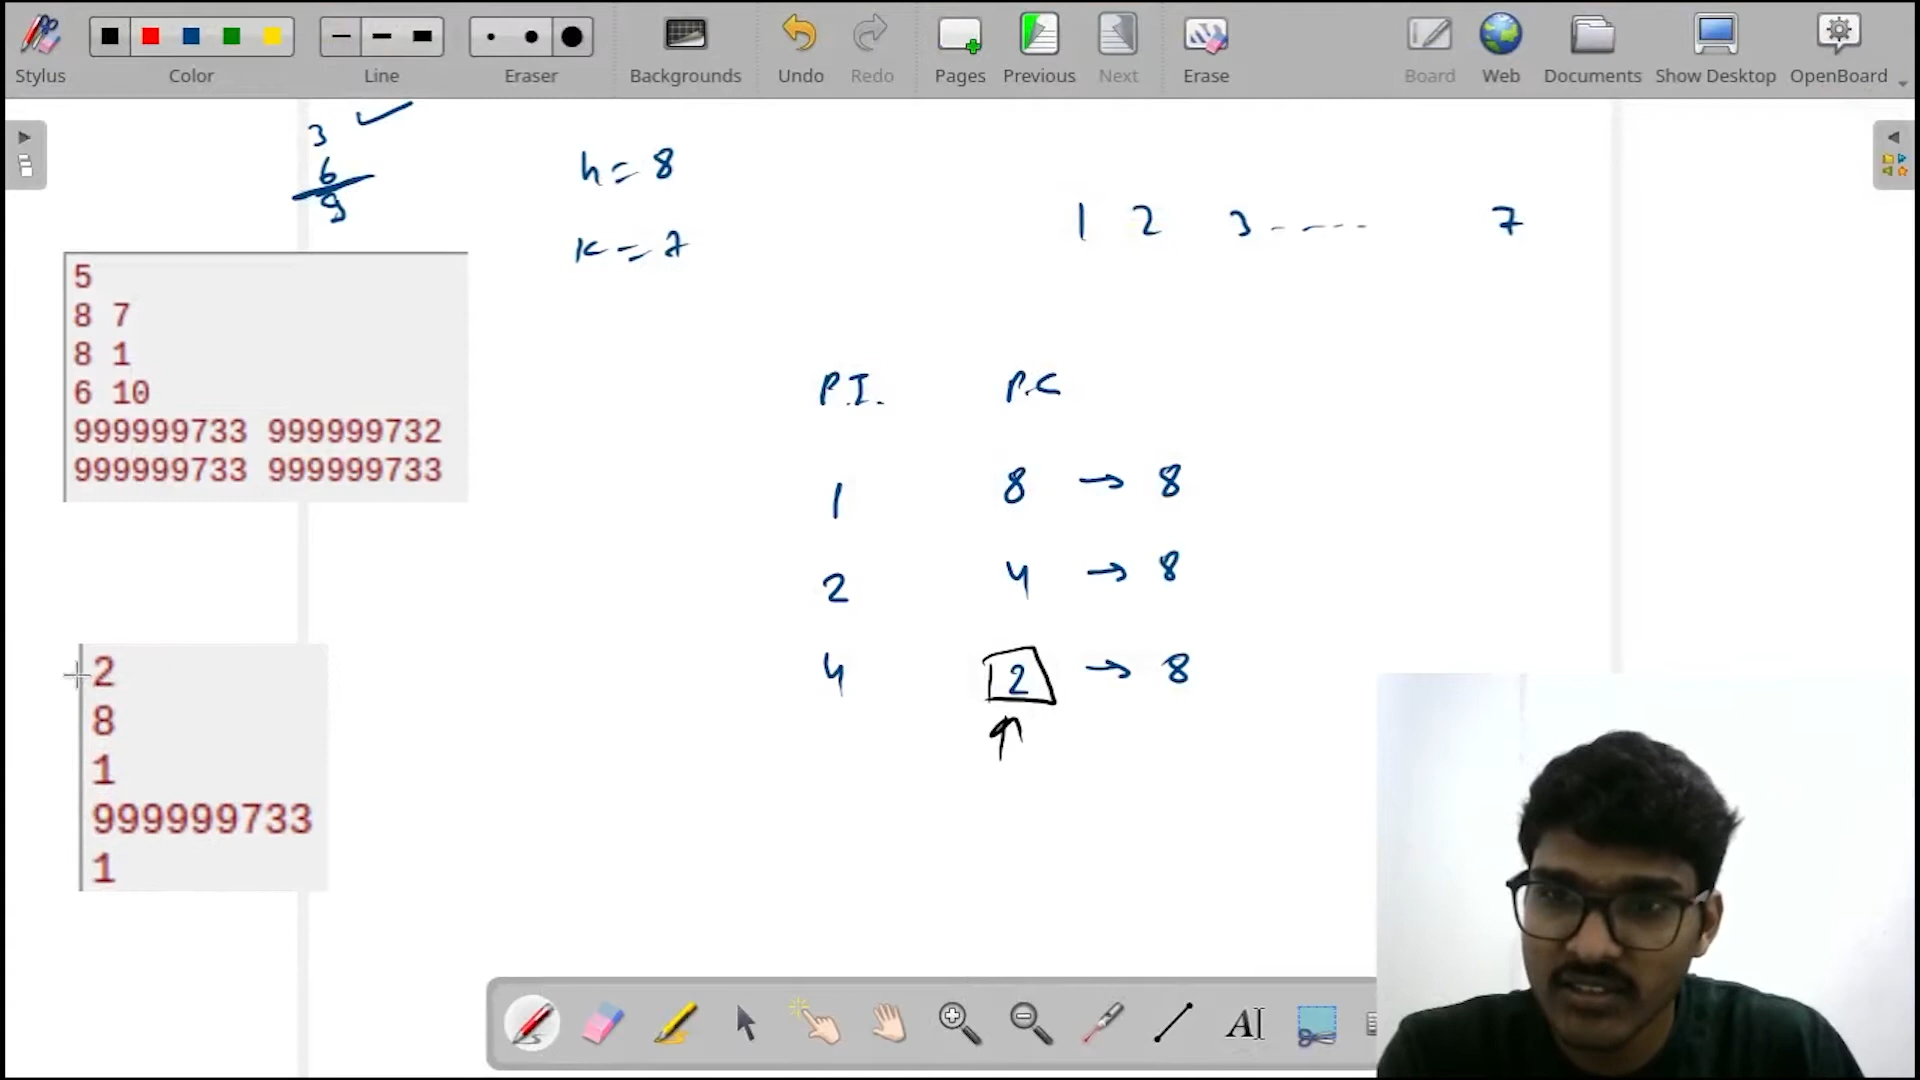 Stylus Color Line Eraser Backgrounds Undo Redo Pages Previous Next Erase Board Web Documents Show Desktop OpenBoard
3
6
9
n = 8
k = 7
1 2 3 ------ 7
5
8 7
8 1
6 10
999999733 999999732
999999733 999999733
P.I. P.C
1 8 → 8
2 4 → 8
4 2 → 8
2
8
1
999999733
1
AI